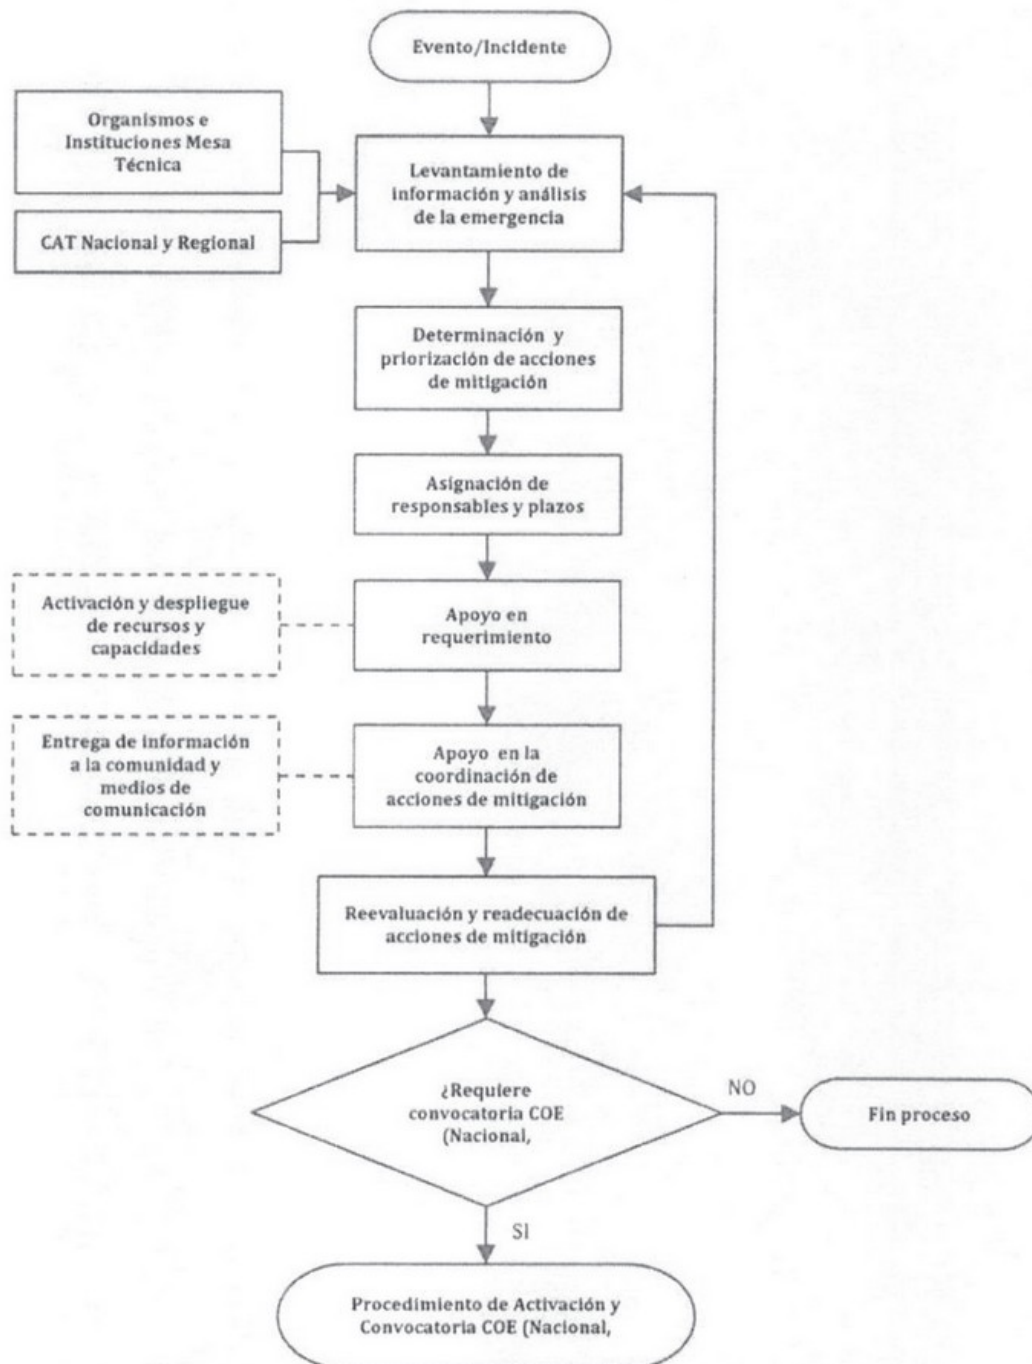 Evento/Incidente
Organismos e
Instituciones Mesa
Técnica
CAT Nacional y Regional
Levantamiento de
información y análisis
de la emergencia
Determinación y
priorización de acciones
de mitigación
Asignación de
responsables y plazos
Activación y despliegue
de recursos y
capacidades
Apoyo en
requerimiento
Entrega de información
a la comunidad y
medios de
comunicación
Apoyo en la
coordinación de
acciones de mitigación
Reevaluación y readecuación de
acciones de mitigación
¿Requiere
convocatoria COE
(Nacional,
NO
Fin proceso
SI
Procedimiento de Activación y
Convocatoria COE (Nacional,